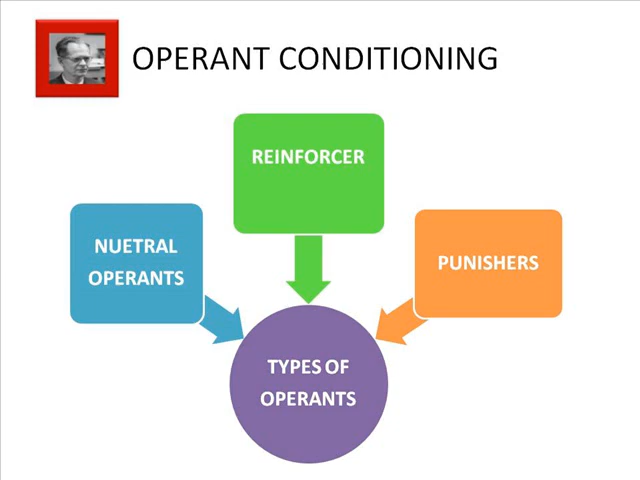 OPERANT CONDITIONING
REINFORCER
NUETRAL
OPERANTS
PUNISHERS
TYPES OF
OPERANTS